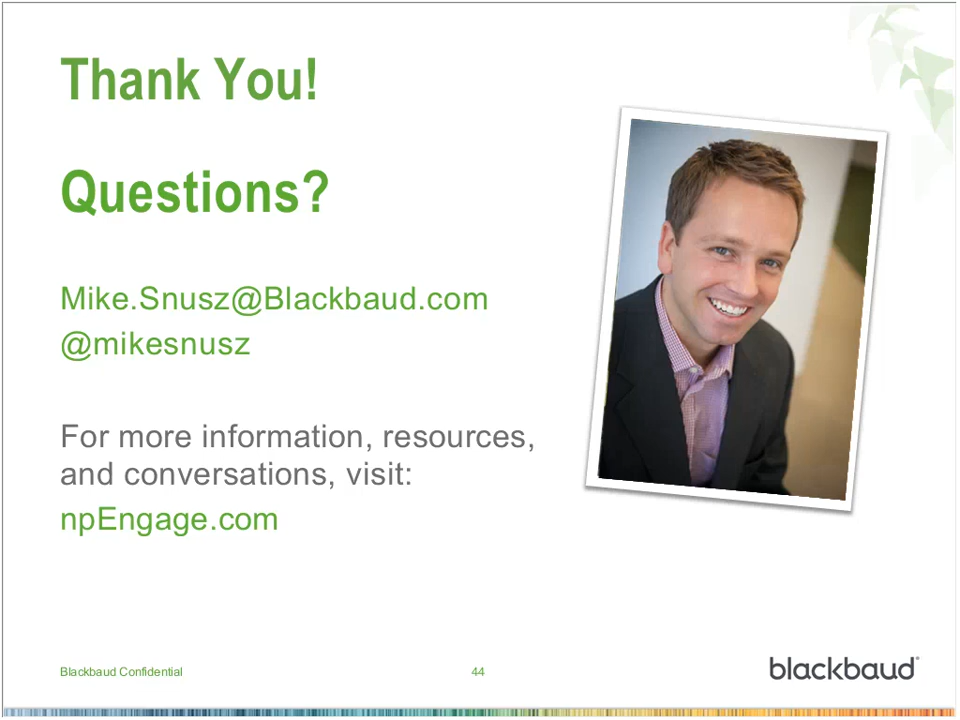 Thank You!
Questions?
Mike.Snusz@Blackbaud.com
@mikesnusz
For more information, resources,
and conversations, visit:
npEngage.com
Blackbaud Confidential
44
blackbaud®